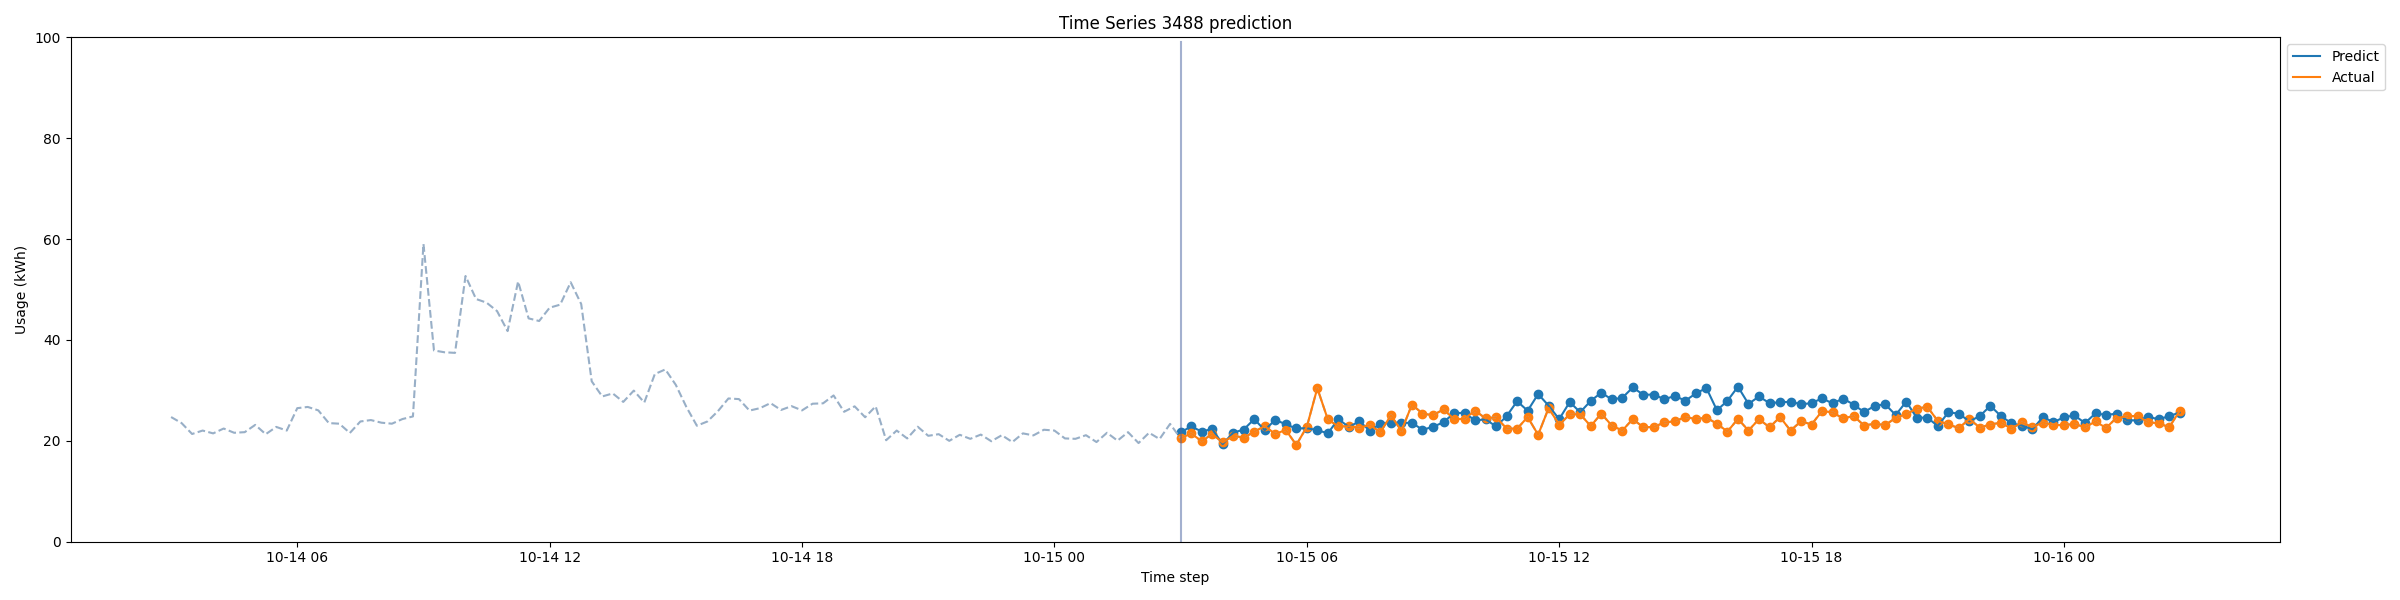 Time Series 3488 prediction
100
80
60
40
20
0
Usage (kWh)
10-14 06
10-14 12
10-14 18
10-15 00
10-15 06
10-15 12
10-15 18
10-16 00
Time step
Predict
Actual